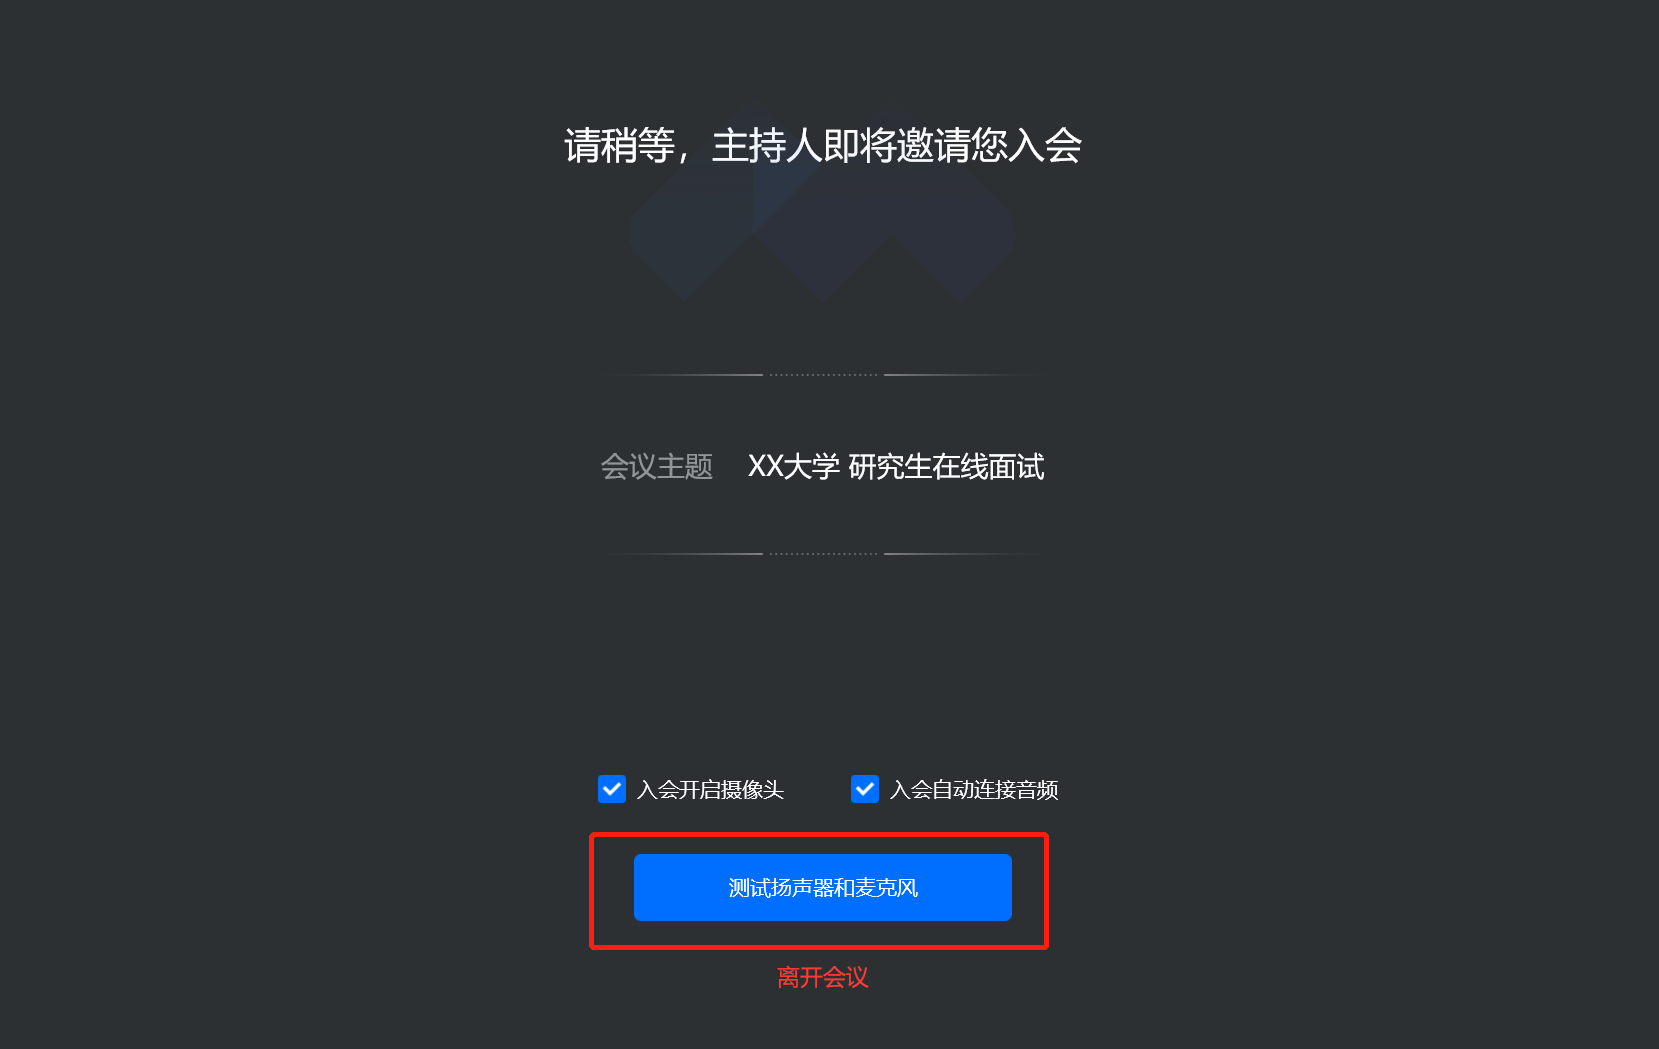 请稍等，主持人即将邀请您入会
会议主题 XX大学 研究生在线面试
入会开启摄像头 入会自动连接音频
测试扬声器和麦克风
离开会议